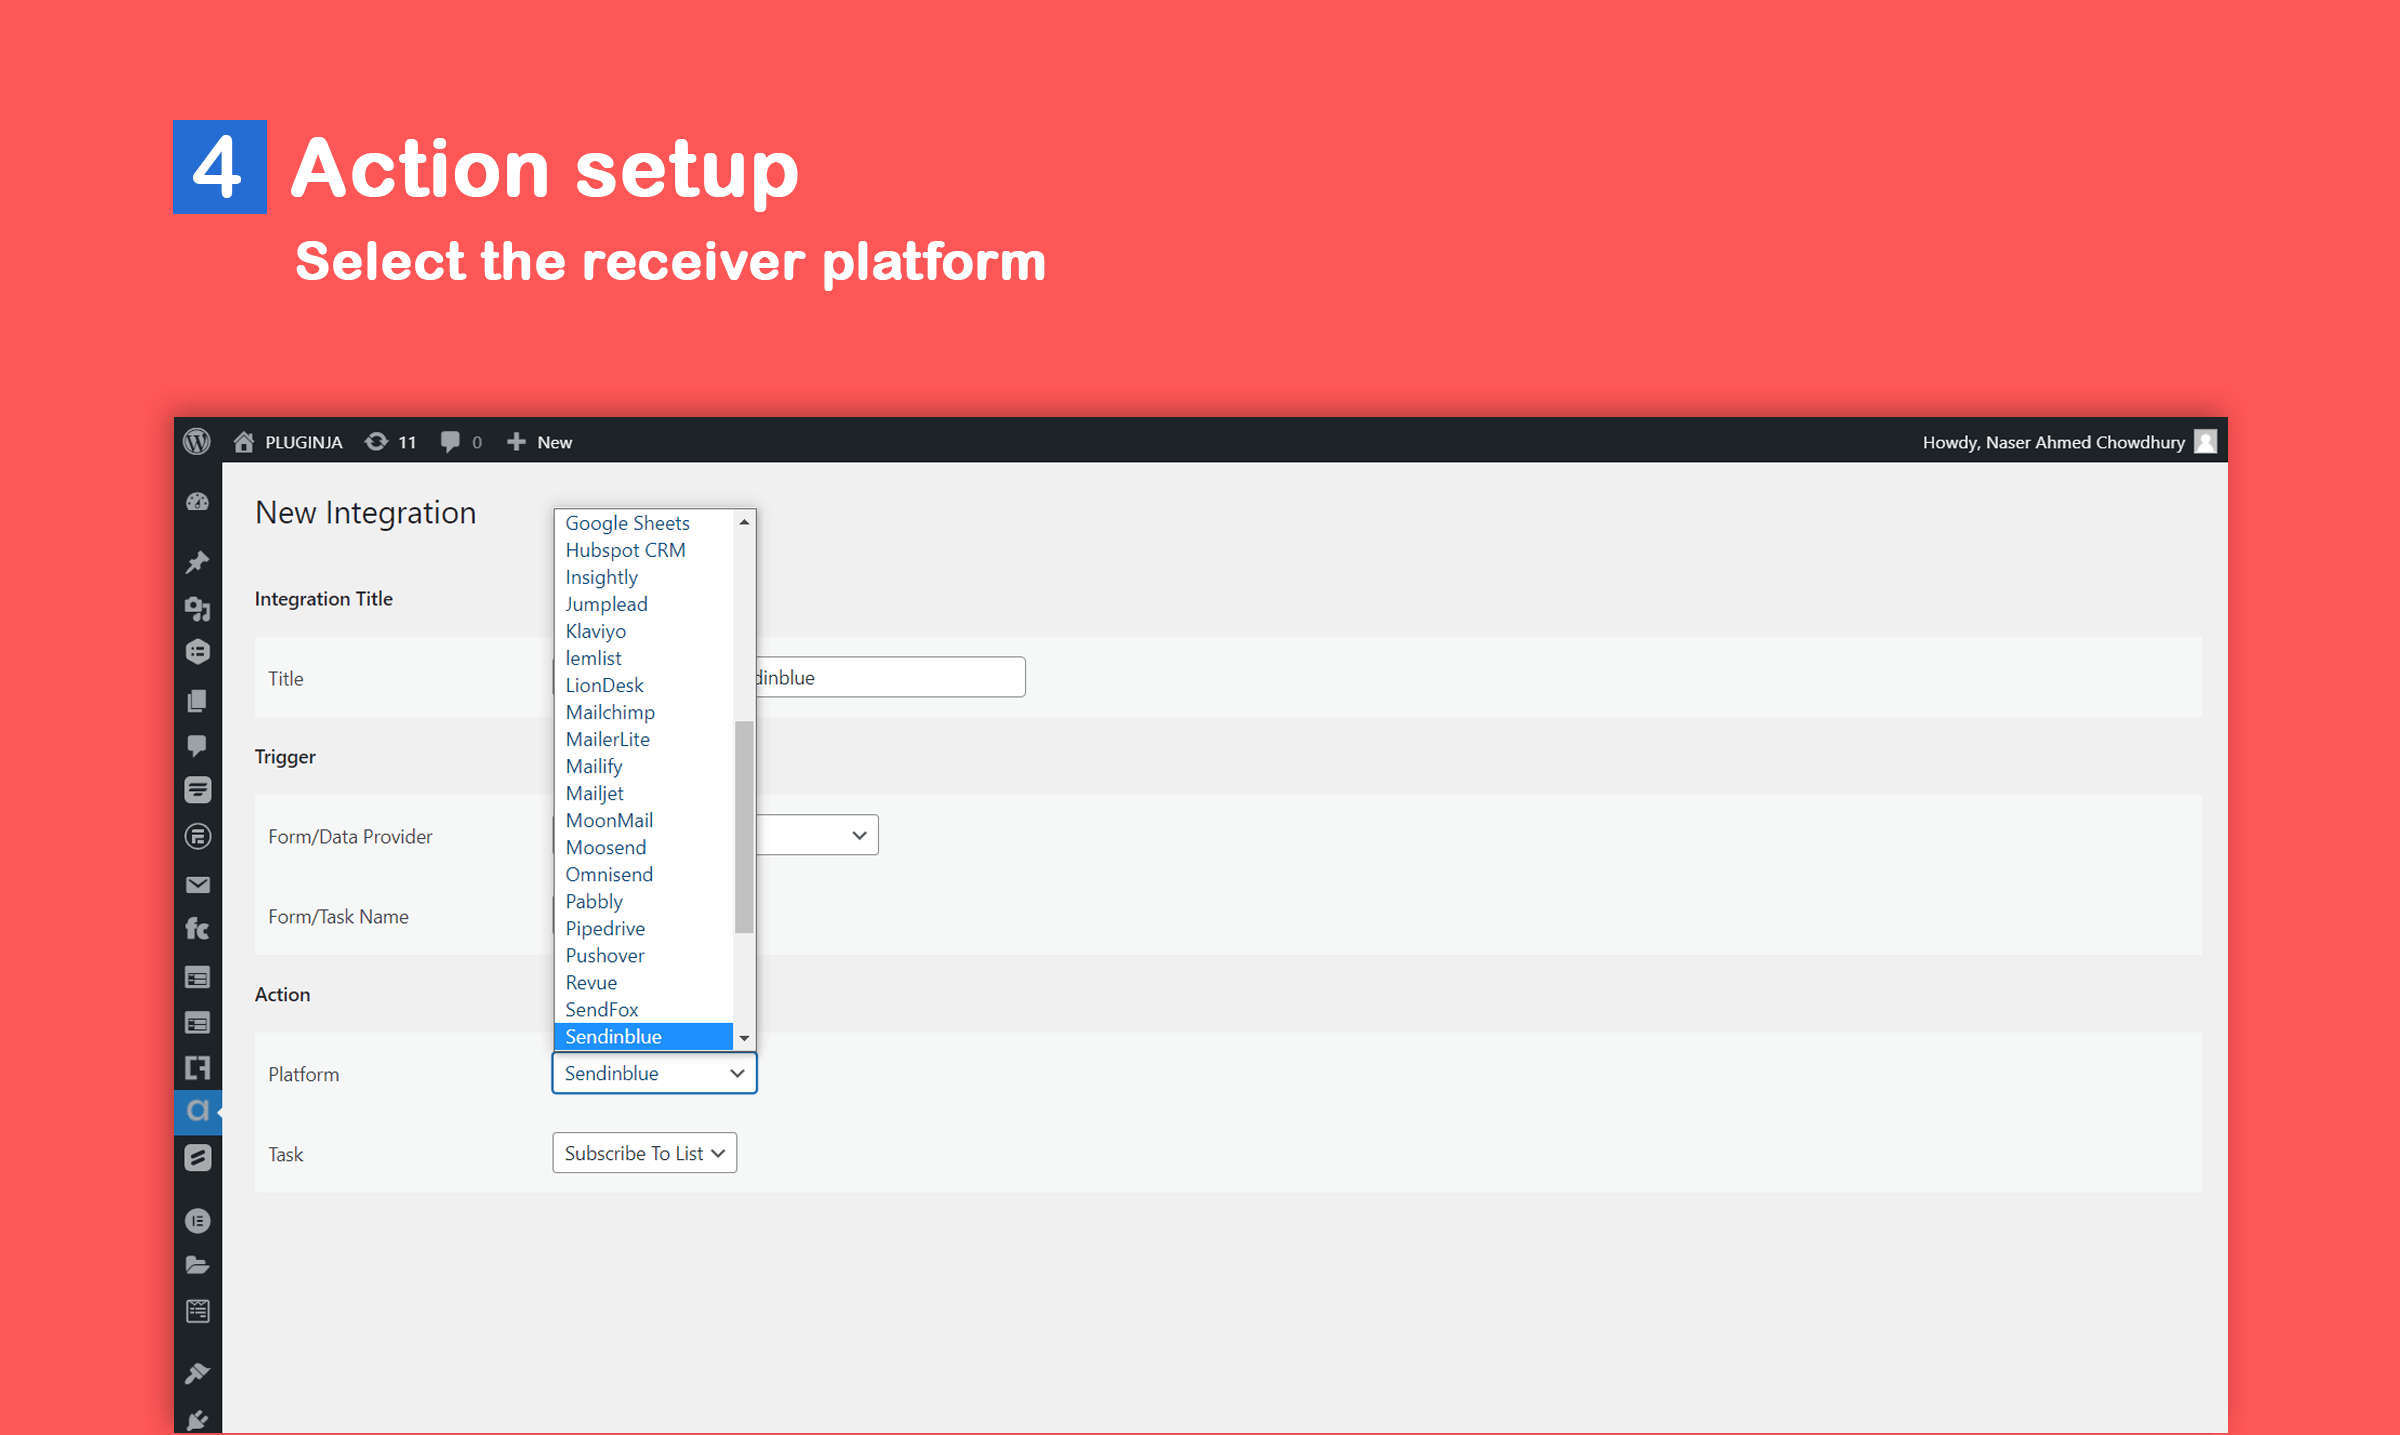 4 Action setup
Select the receiver platform
PLUGINJA 11 0 New Howdy, Naser Ahmed Chowdhury
New Integration
Google Sheets
Hubspot CRM
Insightly
Jumplead
Klaviyo
lemlist
LionDesk
Mailchimp
MailerLite
Mailify
Mailjet
MoonMail
Moosend
Omnisend
Pabbly
Pipedrive
Pushover
Revue
SendFox
Sendinblue
Integration Title
Title dinblue
Trigger
Form/Data Provider
Form/Task Name
Action
Platform Sendinblue
Task Subscribe To List